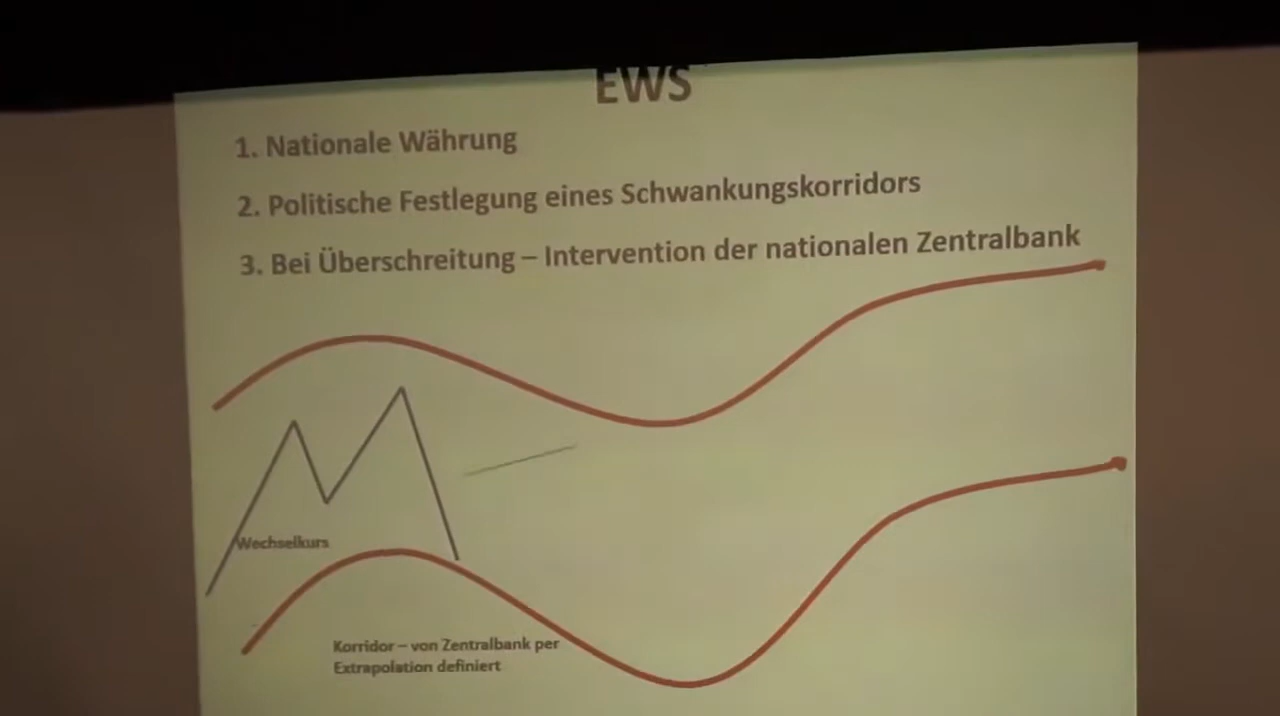 EWS
1. Nationale Währung
2. Politische Festlegung eines Schwankungskorridors
3. Bei Überschreitung – Intervention der nationalen Zentralbank
Wechselkurs
Korridor – von Zentralbank per
Extrapolation definiert